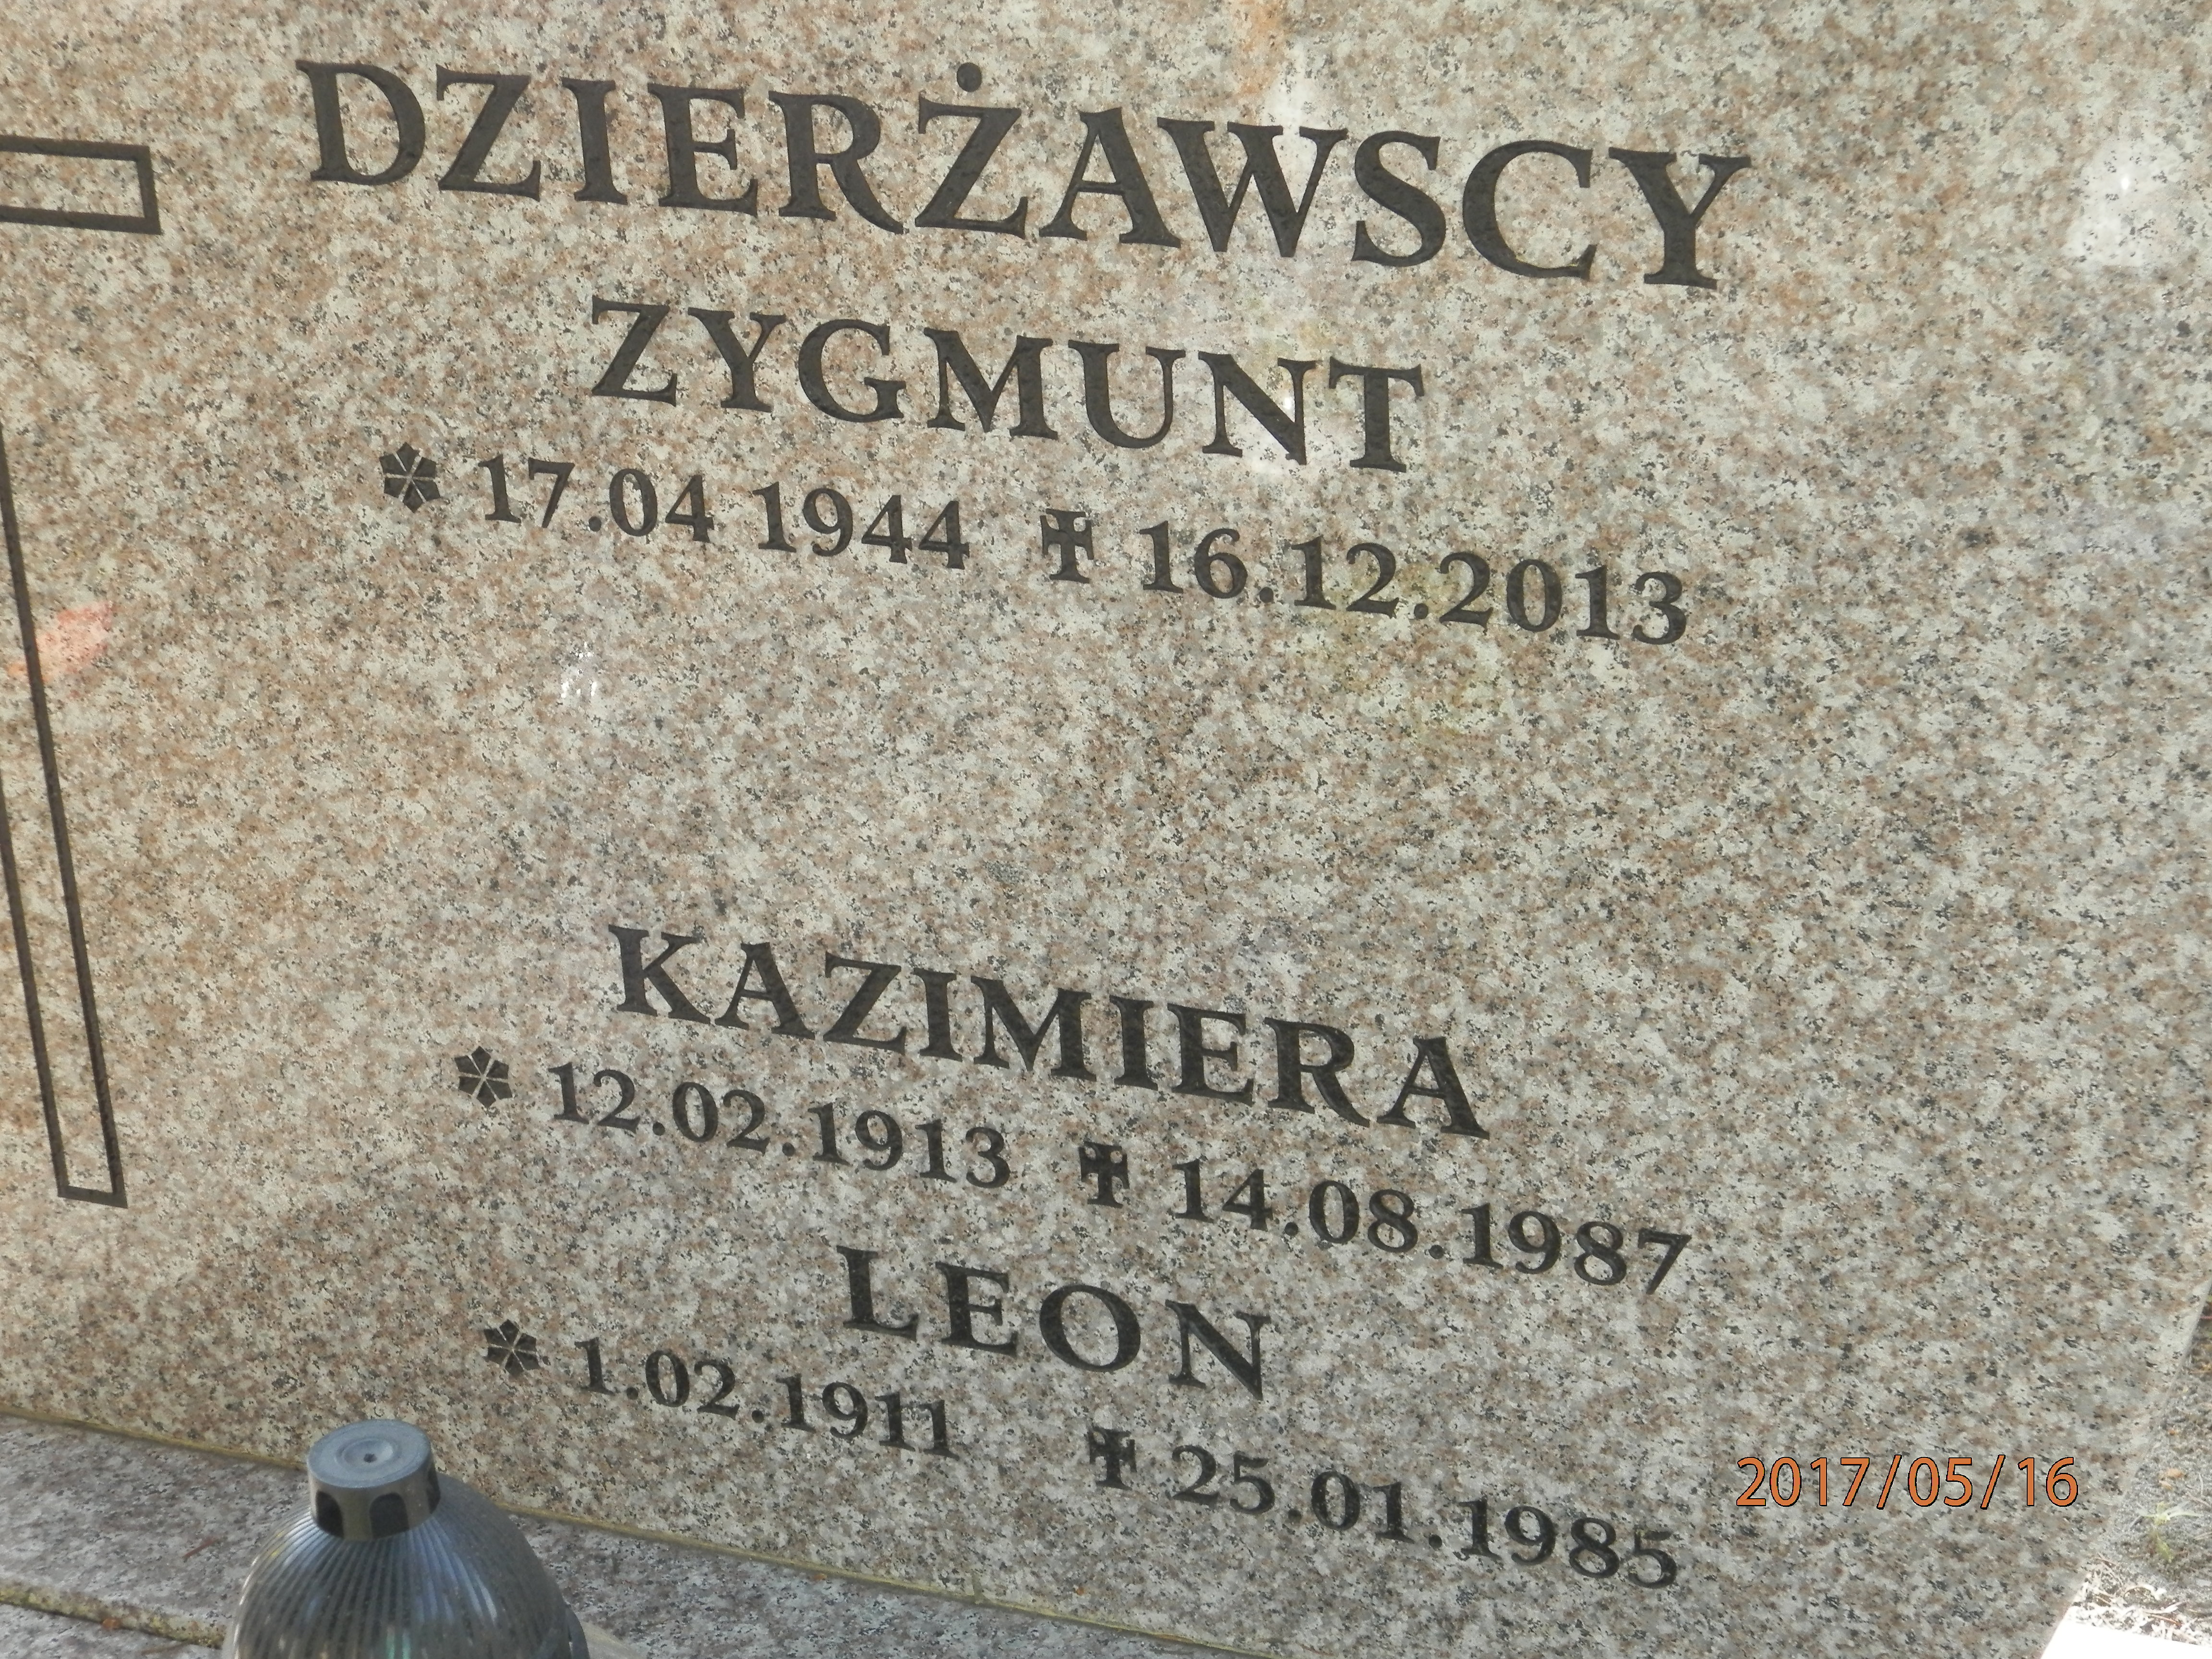 DZIERŻAWSCY
ZYGMUNT
* 17.04 1944 ✠ 16.12.2013
KAZIMIERA
* 12.02.1913 ✠ 14.08.1987
LEON
* 1.02.1911 ✠ 25.01.1985
2017/05/16